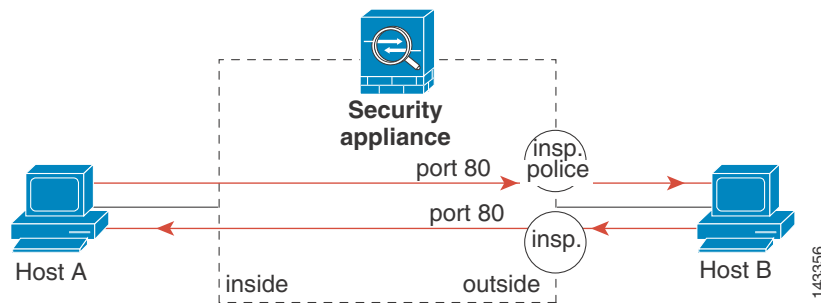 Security
appliance
insp.
police
port 80
port 80
insp.
Host A
inside
outside
Host B
143356